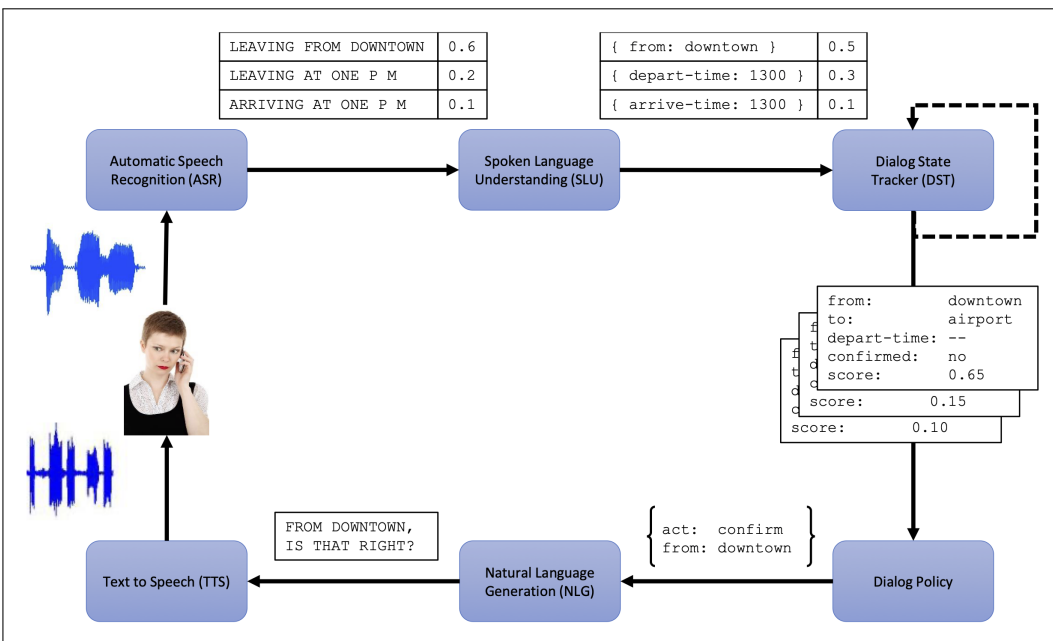 LEAVING FROM DOWNTOWN 0.6
LEAVING AT ONE P M 0.2
ARRIVING AT ONE P M 0.1
{ from: downtown } 0.5
{ depart-time: 1300 } 0.3
{ arrive-time: 1300 } 0.1
Automatic Speech
Recognition (ASR)
Spoken Language
Understanding (SLU)
Dialog State
Tracker (DST)
from: downtown
to: airport
depart-time: --
confirmed: no
score: 0.65
f
t
d
c
score: 0.15
f
t
d
c
score: 0.10
FROM DOWNTOWN,
IS THAT RIGHT?
act: confirm
from: downtown
Text to Speech (TTS)
Natural Language
Generation (NLG)
Dialog Policy